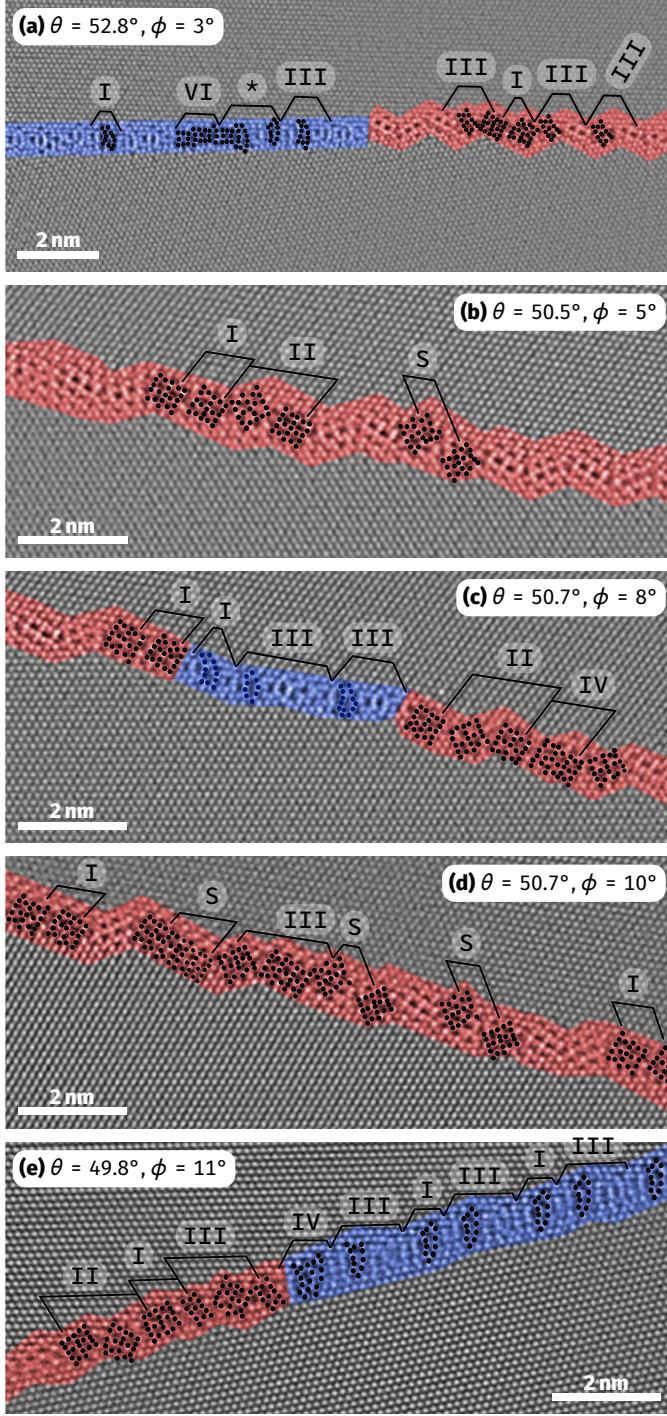 (a) θ = 52.8°, ϕ = 3°
I VI * III III I III III
2 nm
(b) θ = 50.5°, ϕ = 5°
I II S
2 nm
(c) θ = 50.7°, ϕ = 8°
I I III III II IV
2 nm
(d) θ = 50.7°, ϕ = 10°
I S III S S I
2 nm
(e) θ = 49.8°, ϕ = 11°
II I III IV III I III I III
2 nm